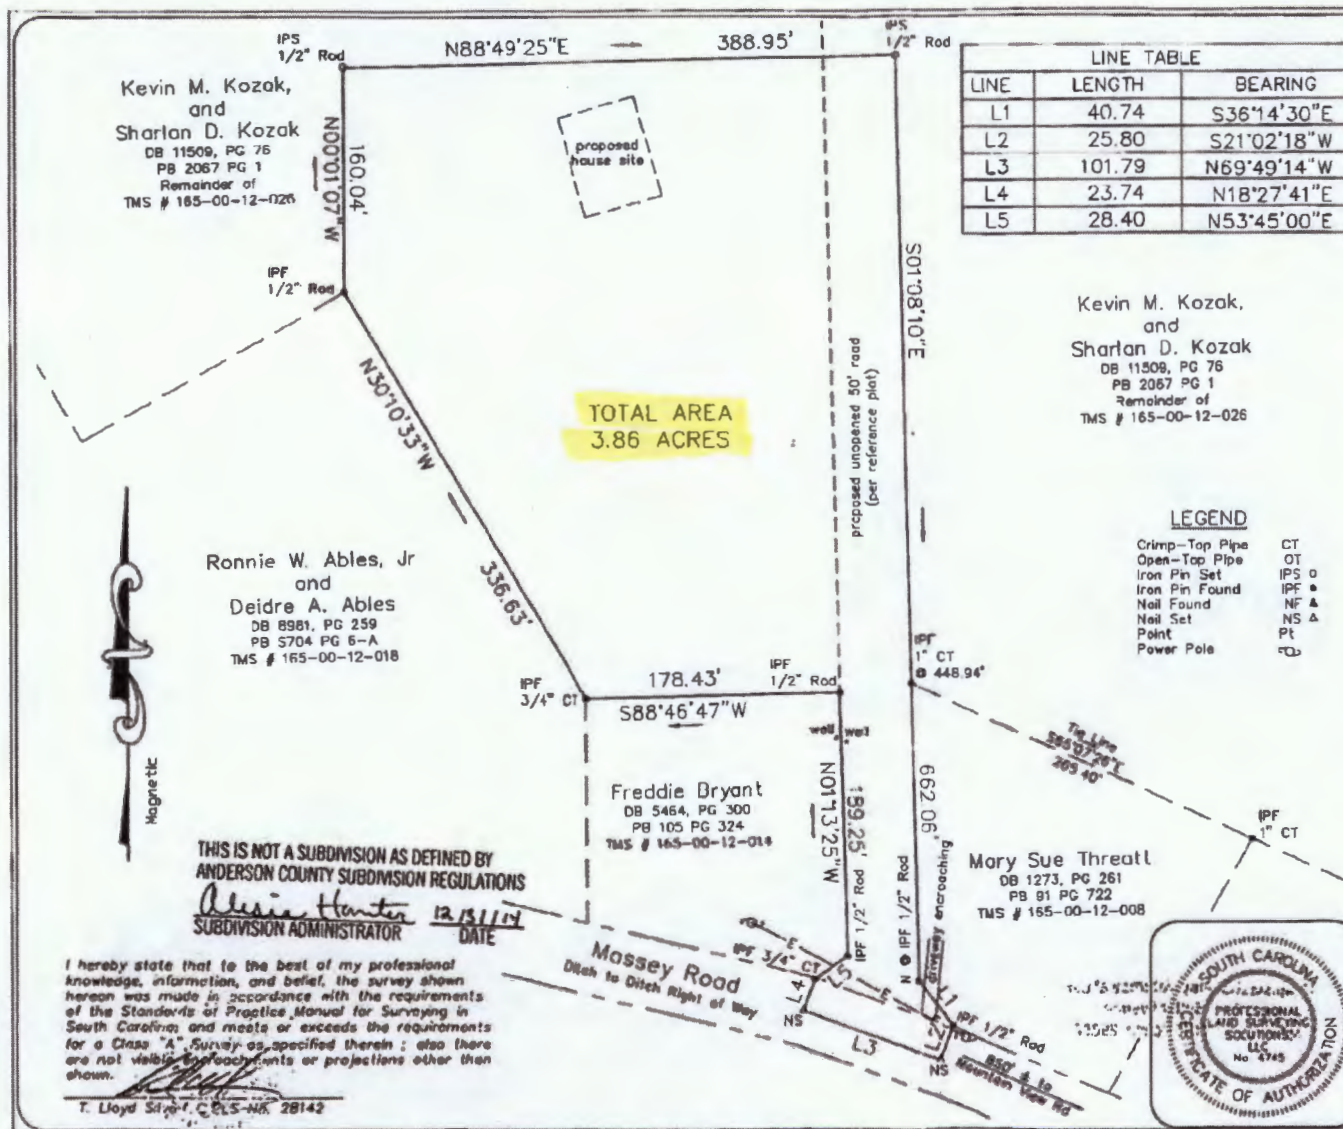 IPS
1/2" Rod
N88°49'25"E
388.95'
IPS
1/2" Rod
LINE TABLE
LINE LENGTH BEARING
L1 40.74 S36°14'30"E
L2 25.80 S21°02'18"W
L3 101.79 N69°49'14"W
L4 23.74 N18°27'41"E
L5 28.40 N53°45'00"E
Kevin M. Kozak,
and
Sharlan D. Kozak
DB 11509, PG 76
PB 2067 PG 1
Remainder of
TMS # 165-00-12-026
N00°01'07"W
160.04'
proposed
house site
IPF
1/2" Rod
S01°08'10"E
Kevin M. Kozak,
and
Sharlan D. Kozak
DB 11509, PG 76
PB 2067 PG 1
Remainder of
TMS # 165-00-12-026
N30°10'33"W
336.63'
TOTAL AREA
3.86 ACRES
proposed unopened 50' road
(per reference plat)
LEGEND
Crimp-Top Pipe CT
Open-Top Pipe OT
Iron Pin Set IPS
Iron Pin Found IPF
Nail Found NF
Nail Set NS
Point Pt
Power Pole
Ronnie W. Ables, Jr
and
Deidre A. Ables
DB 8981, PG 259
PB S704 PG 6-A
TMS # 165-00-12-018
Magnetic
IPF
3/4" CT
178.43'
S88°46'47"W
IPF
1/2" Rod
IPF
1" CT
@ 448.94'
well
well
Tie Line
S65°07'26"E
265.40'
Freddie Bryant
DB 5464, PG 300
PB 105 PG 324
TMS # 165-00-12-014
N01°13'25"W
189.25'
IPF 1/2" Rod
662.06'
N @ IPF 1/2" Rod
Driveway encroaching
IPF
1" CT
Mary Sue Threatt
DB 1273, PG 261
PB 91 PG 722
TMS # 165-00-12-008
THIS IS NOT A SUBDIVISION AS DEFINED BY
ANDERSON COUNTY SUBDIVISION REGULATIONS
Alesia Hunter 12/31/14
SUBDIVISION ADMINISTRATOR DATE
Massey Road
Ditch to Ditch Right of Way
IPF 3/4" CT
E
E
L5
L4
NS
L3
L1
L2
NS
IPF 1/2" Rod
850' ± to
Mountain View Rd
I hereby state that to the best of my professional
knowledge, information, and belief, the survey shown
hereon was made in accordance with the requirements
of the Standards of Practice Manual for Surveying in
South Carolina; and meets or exceeds the requirements
for a Class "A" Survey as specified therein; also there
are not visible encroachments or projections other than
shown.
T. Lloyd PLS No. 28142
SOUTH CAROLINA
PROFESSIONAL
LAND SURVEYING
SOLUTIONS,
LLC
No. 4745
CERTIFICATE OF AUTHORIZATION